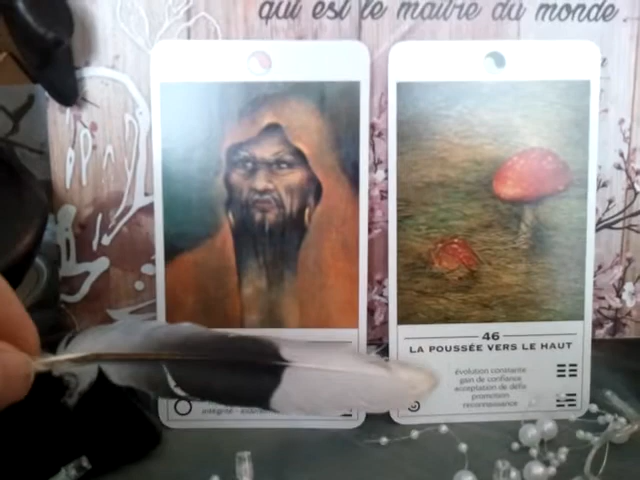 qui est le maître du monde
46
LA POUSSÉE VERS LE HAUT
évolution constante
gain de confiance
acceptation de défis
promotion
reconnaissance
intégrité